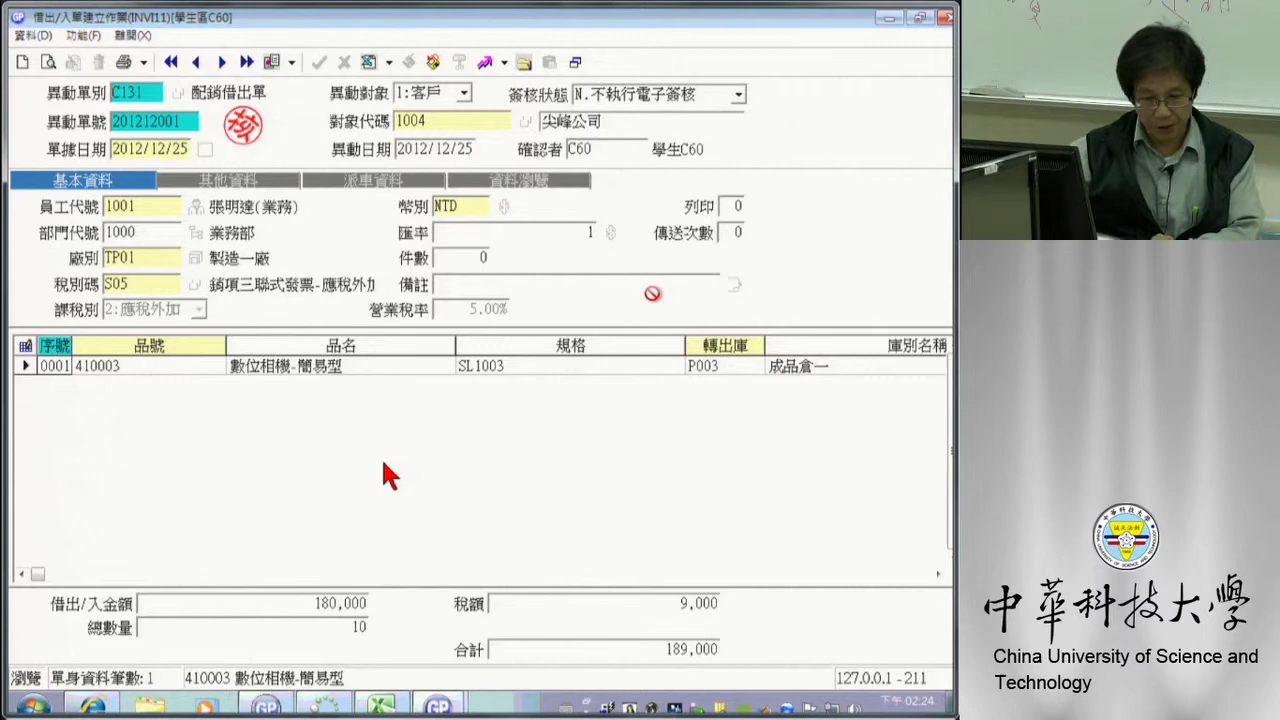 借出/入單建立作業(INVI11)[學生區C60]
資料(D) 功能(F) 離開(X)
異動單別 C131 配銷借出單 異動對象 1:客戶 簽核狀態 N.不執行電子簽核
異動單號 201212001 核 對象代碼 1004 尖峰公司
單據日期 2012/12/25 異動日期 2012/12/25 確認者 C60 學生C60
基本資料 其他資料 派車資料 資料瀏覽
員工代號 1001 張明達(業務) 幣別 NTD 列印 0
部門代號 1000 業務部 匯率 1 傳送次數 0
廠別 TP01 製造一廠 件數 0
稅別碼 S05 銷項三聯式發票-應稅外加 備註
課稅別 2:應稅外加 營業稅率 5.00%
序號 品號 品名 規格 轉出庫 庫別名稱
0001 410003 數位相機-簡易型 SL1003 P003 成品倉一
借出/入金額 180,000 稅額 9,000
總數量 10
合計 189,000
瀏覽 單身資料筆數:1 410003 數位相機-簡易型 127.0.0.1 - 211
下午 02:24
中華科技大學
China University of Science and
Technology